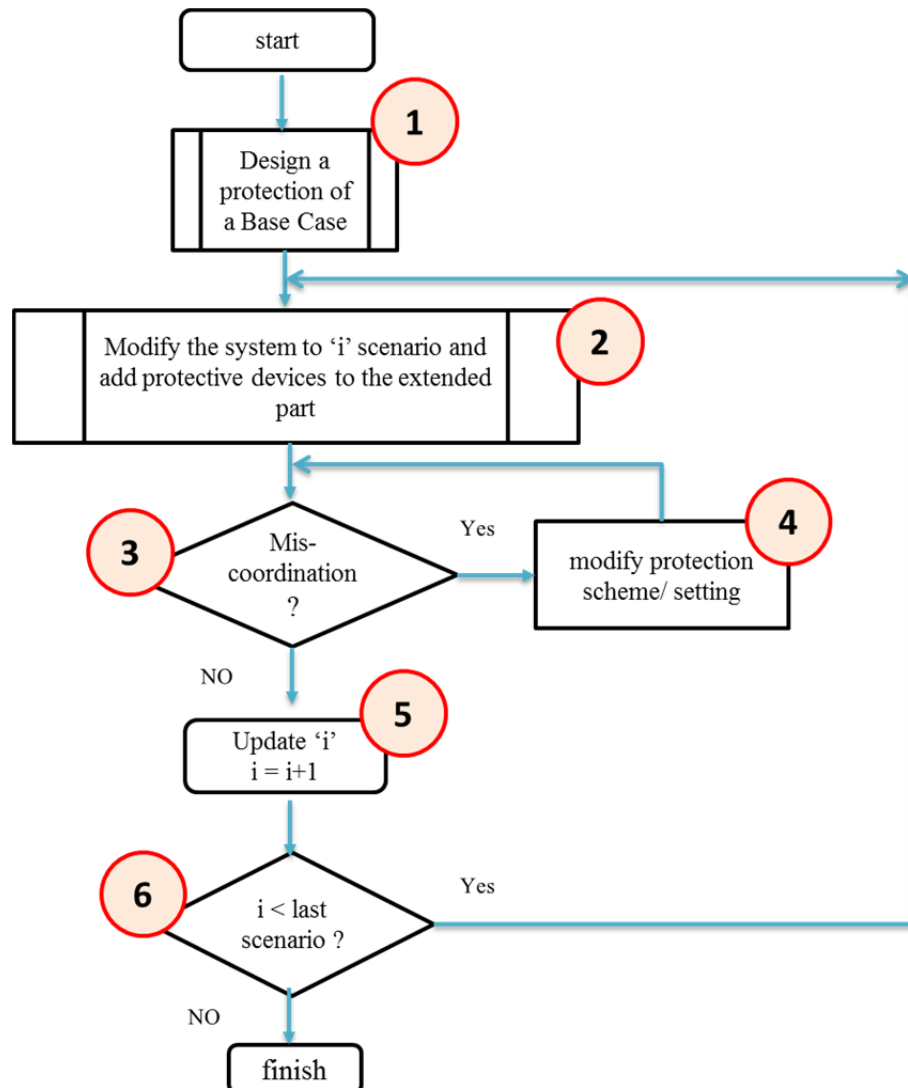 start
1
Design a
protection of
a Base Case
2
Modify the system to ‘i’ scenario and
add protective devices to the extended
part
3
Mis-
coordination
?
Yes
4
modify protection
scheme/ setting
NO
5
Update ‘i’
i = i+1
6
i < last
scenario ?
Yes
NO
finish